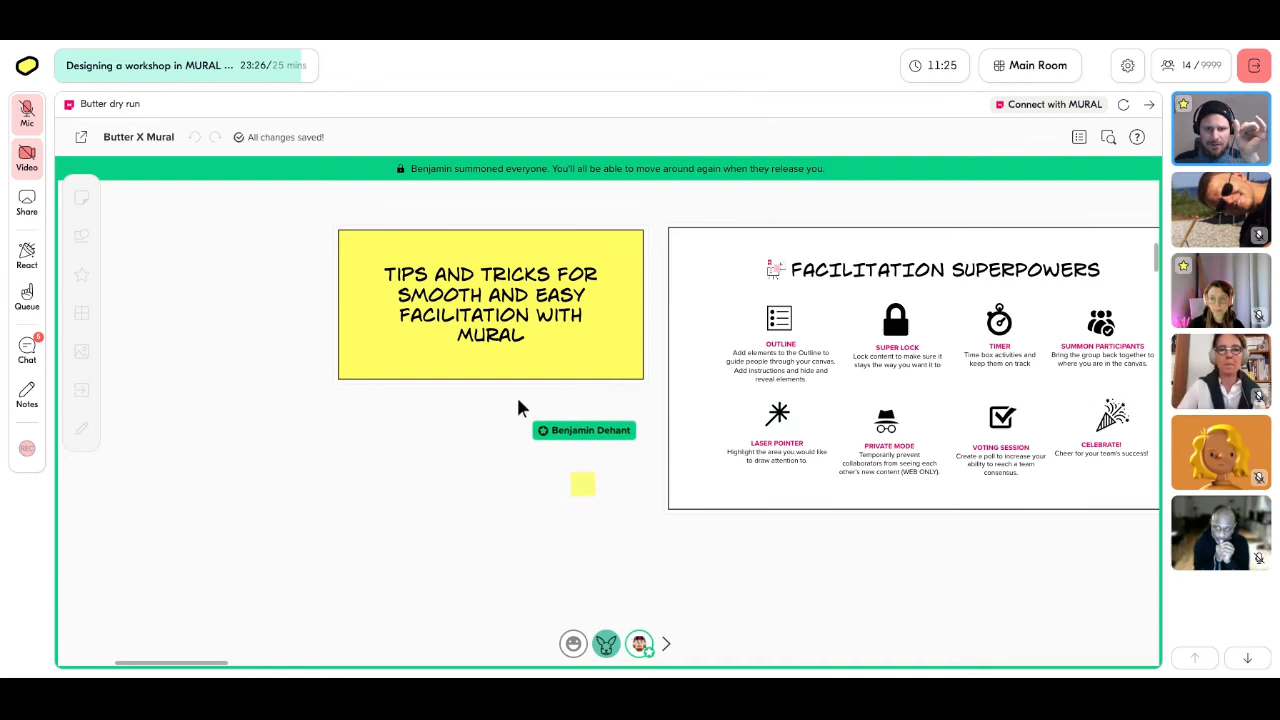 Designing a workshop in MURAL ... 23:26/25 mins
11:25
Main Room
14 / 9999
Mic
Video
Share
React
Queue
6
Chat
Notes
REC
Butter dry run
Connect with MURAL
Butter X Mural
All changes saved!
?
Benjamin summoned everyone. You'll all be able to move around again when they release you.
TIPS AND TRICKS FOR
SMOOTH AND EASY
FACILITATION WITH
MURAL
Benjamin Dehant
FACILITATION SUPERPOWERS
OUTLINE
Add elements to the Outline to
guide people through your canvas.
Add instructions and hide and
reveal elements.
SUPER LOCK
Lock content to make sure it
stays the way you want it to
TIMER
Time box activities and
keep them on track
SUMMON PARTICIPANTS
Bring the group back together to
where you are in the canvas.
LASER POINTER
Highlight the area you would like
to draw attention to.
PRIVATE MODE
Temporarily prevent
collaborators from seeing each
other's new content (WEB ONLY).
VOTING SESSION
Create a poll to increase your
ability to reach a team
consensus.
CELEBRATE!
Cheer for your team's success!